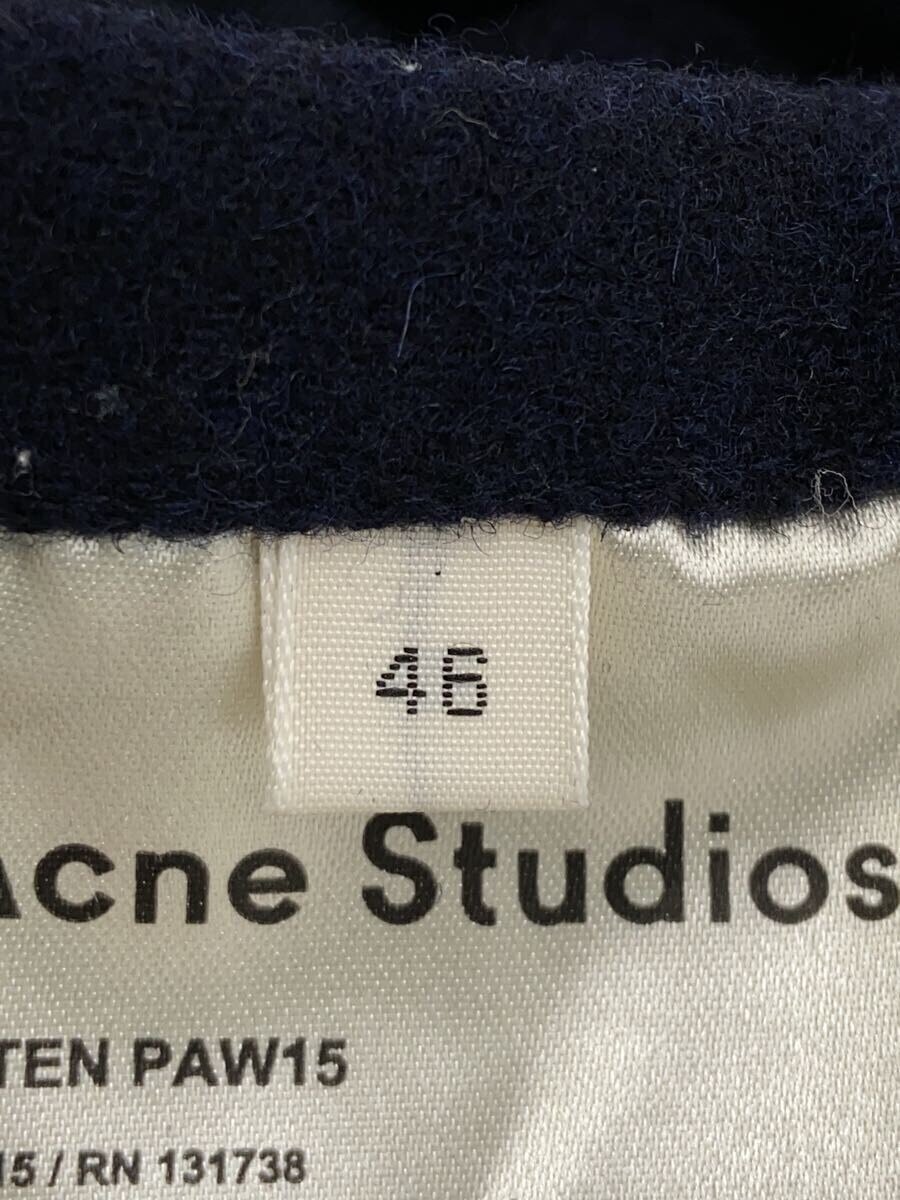 46
Acne Studios
TEN PAW15
15 / RN 131738